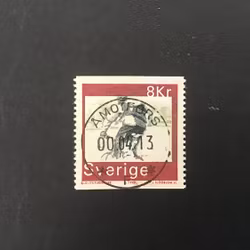 8Kr
ÅMOTFORS
00.04.13
Sverige